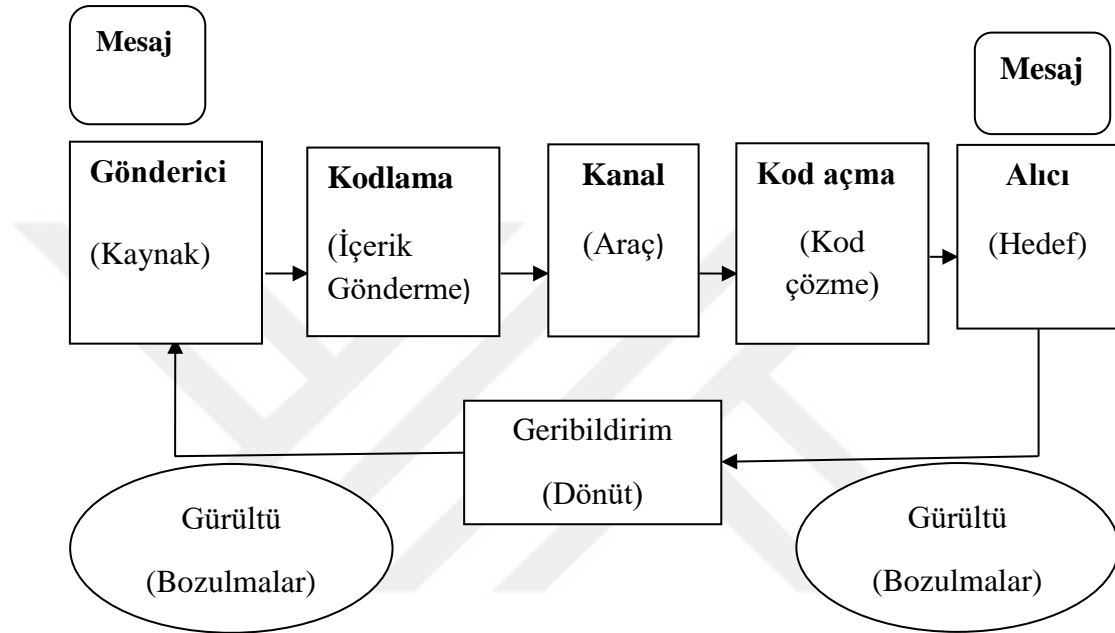 Mesaj
Mesaj
Gönderici
(Kaynak)
Kodlama
(İçerik
Gönderme)
Kanal
(Araç)
Kod açma
(Kod
çözme)
Alıcı
(Hedef)
Geribildirim
(Dönüt)
Gürültü
(Bozulmalar)
Gürültü
(Bozulmalar)